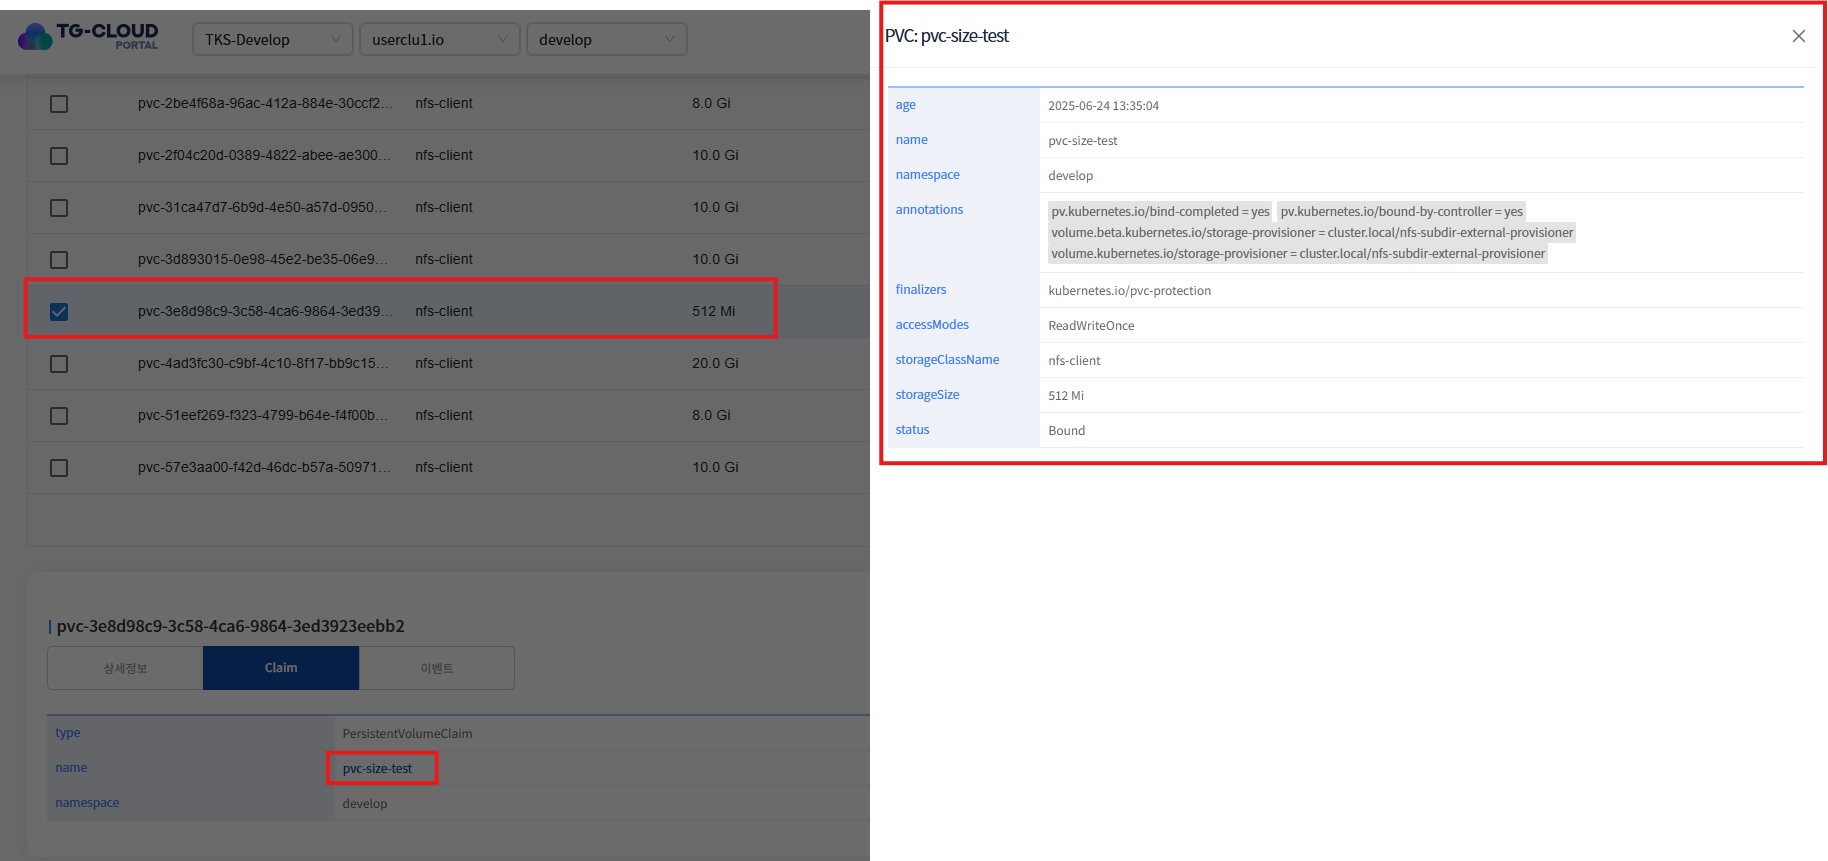 TG-CLOUD
PORTAL
TKS-Develop
userclu1.io
develop
pvc-2be4f68a-96ac-412a-884e-30ccf2... nfs-client 8.0 Gi
pvc-2f04c20d-0389-4822-abee-ae300... nfs-client 10.0 Gi
pvc-31ca47d7-6b9d-4e50-a57d-0950... nfs-client 10.0 Gi
pvc-3d893015-0e98-45e2-be35-06e9... nfs-client 10.0 Gi
pvc-3e8d98c9-3c58-4ca6-9864-3ed39... nfs-client 512 Mi
pvc-4ad3fc30-c9bf-4c10-8f17-bb9c15... nfs-client 20.0 Gi
pvc-51eef269-f323-4799-b64e-f4f00b... nfs-client 8.0 Gi
pvc-57e3aa00-f42d-46dc-b57a-50971... nfs-client 10.0 Gi
pvc-3e8d98c9-3c58-4ca6-9864-3ed3923eebb2
상세정보 Claim 이벤트
type PersistentVolumeClaim
name pvc-size-test
namespace develop
PVC: pvc-size-test
age 2025-06-24 13:35:04
name pvc-size-test
namespace develop
annotations pv.kubernetes.io/bind-completed = yes pv.kubernetes.io/bound-by-controller = yes
volume.beta.kubernetes.io/storage-provisioner = cluster.local/nfs-subdir-external-provisioner
volume.kubernetes.io/storage-provisioner = cluster.local/nfs-subdir-external-provisioner
finalizers kubernetes.io/pvc-protection
accessModes ReadWriteOnce
storageClassName nfs-client
storageSize 512 Mi
status Bound